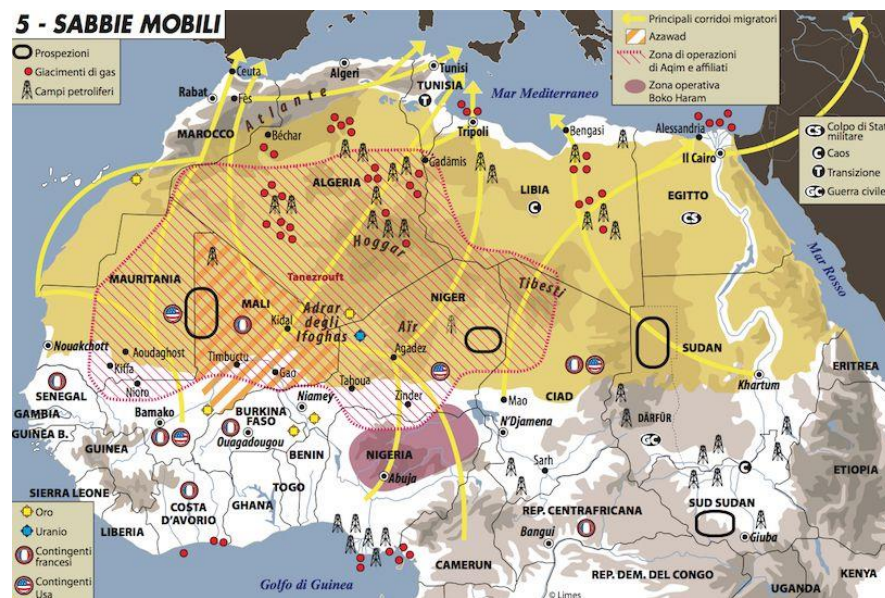 5 - SABBIE MOBILI
Prospezioni
Giacimenti di gas
Campi petroliferi
Principali corridoi migratori
Azawad
Zona di operazioni
di Aqim e affiliati
Zona operativa
Boko Haram
CS Colpo di Stato
militare
C Caos
T Transizione
GC Guerra civile
Ceuta
Algeri
Tunisi
Rabat
Fès
TUNISIA
T
Mar Mediterraneo
Atlante
MAROCCO
Béchar
Tripoli
Bengasi
Alessandria
Il Cairo
Gadāmis
ALGERIA
LIBIA
C
EGITTO
CS
Hoggar
Mar Rosso
Tanezrouft
MAURITANIA
MALI
Adrar
degli
Ifoghas
NIGER
Tibesti
Kidal
Aïr
SUDAN
Nouakchott
Aoudaghost
Timbuctu
Agadez
Kiffa
Gao
Tahoua
Nioro
Zinder
Mao
CIAD
Khartum
ERITREA
SENEGAL
GAMBIA
GUINEA B.
Bamako
BURKINA
FASO
Niamey
N'Djamena
DĀRFŪR
GC
Ouagadougou
GUINEA
BENIN
NIGERIA
Abuja
Sarh
C
ETIOPIA
SIERRA LEONE
COSTA
D'AVORIO
GHANA
TOGO
REP. CENTRAFRICANA
SUD SUDAN
LIBERIA
Bangui
Giuba
CAMERUN
REP. DEM. DEL CONGO
UGANDA
KENYA
Golfo di Guinea
Oro
Uranio
Contingenti
francesi
Contingenti
Usa
© Limes